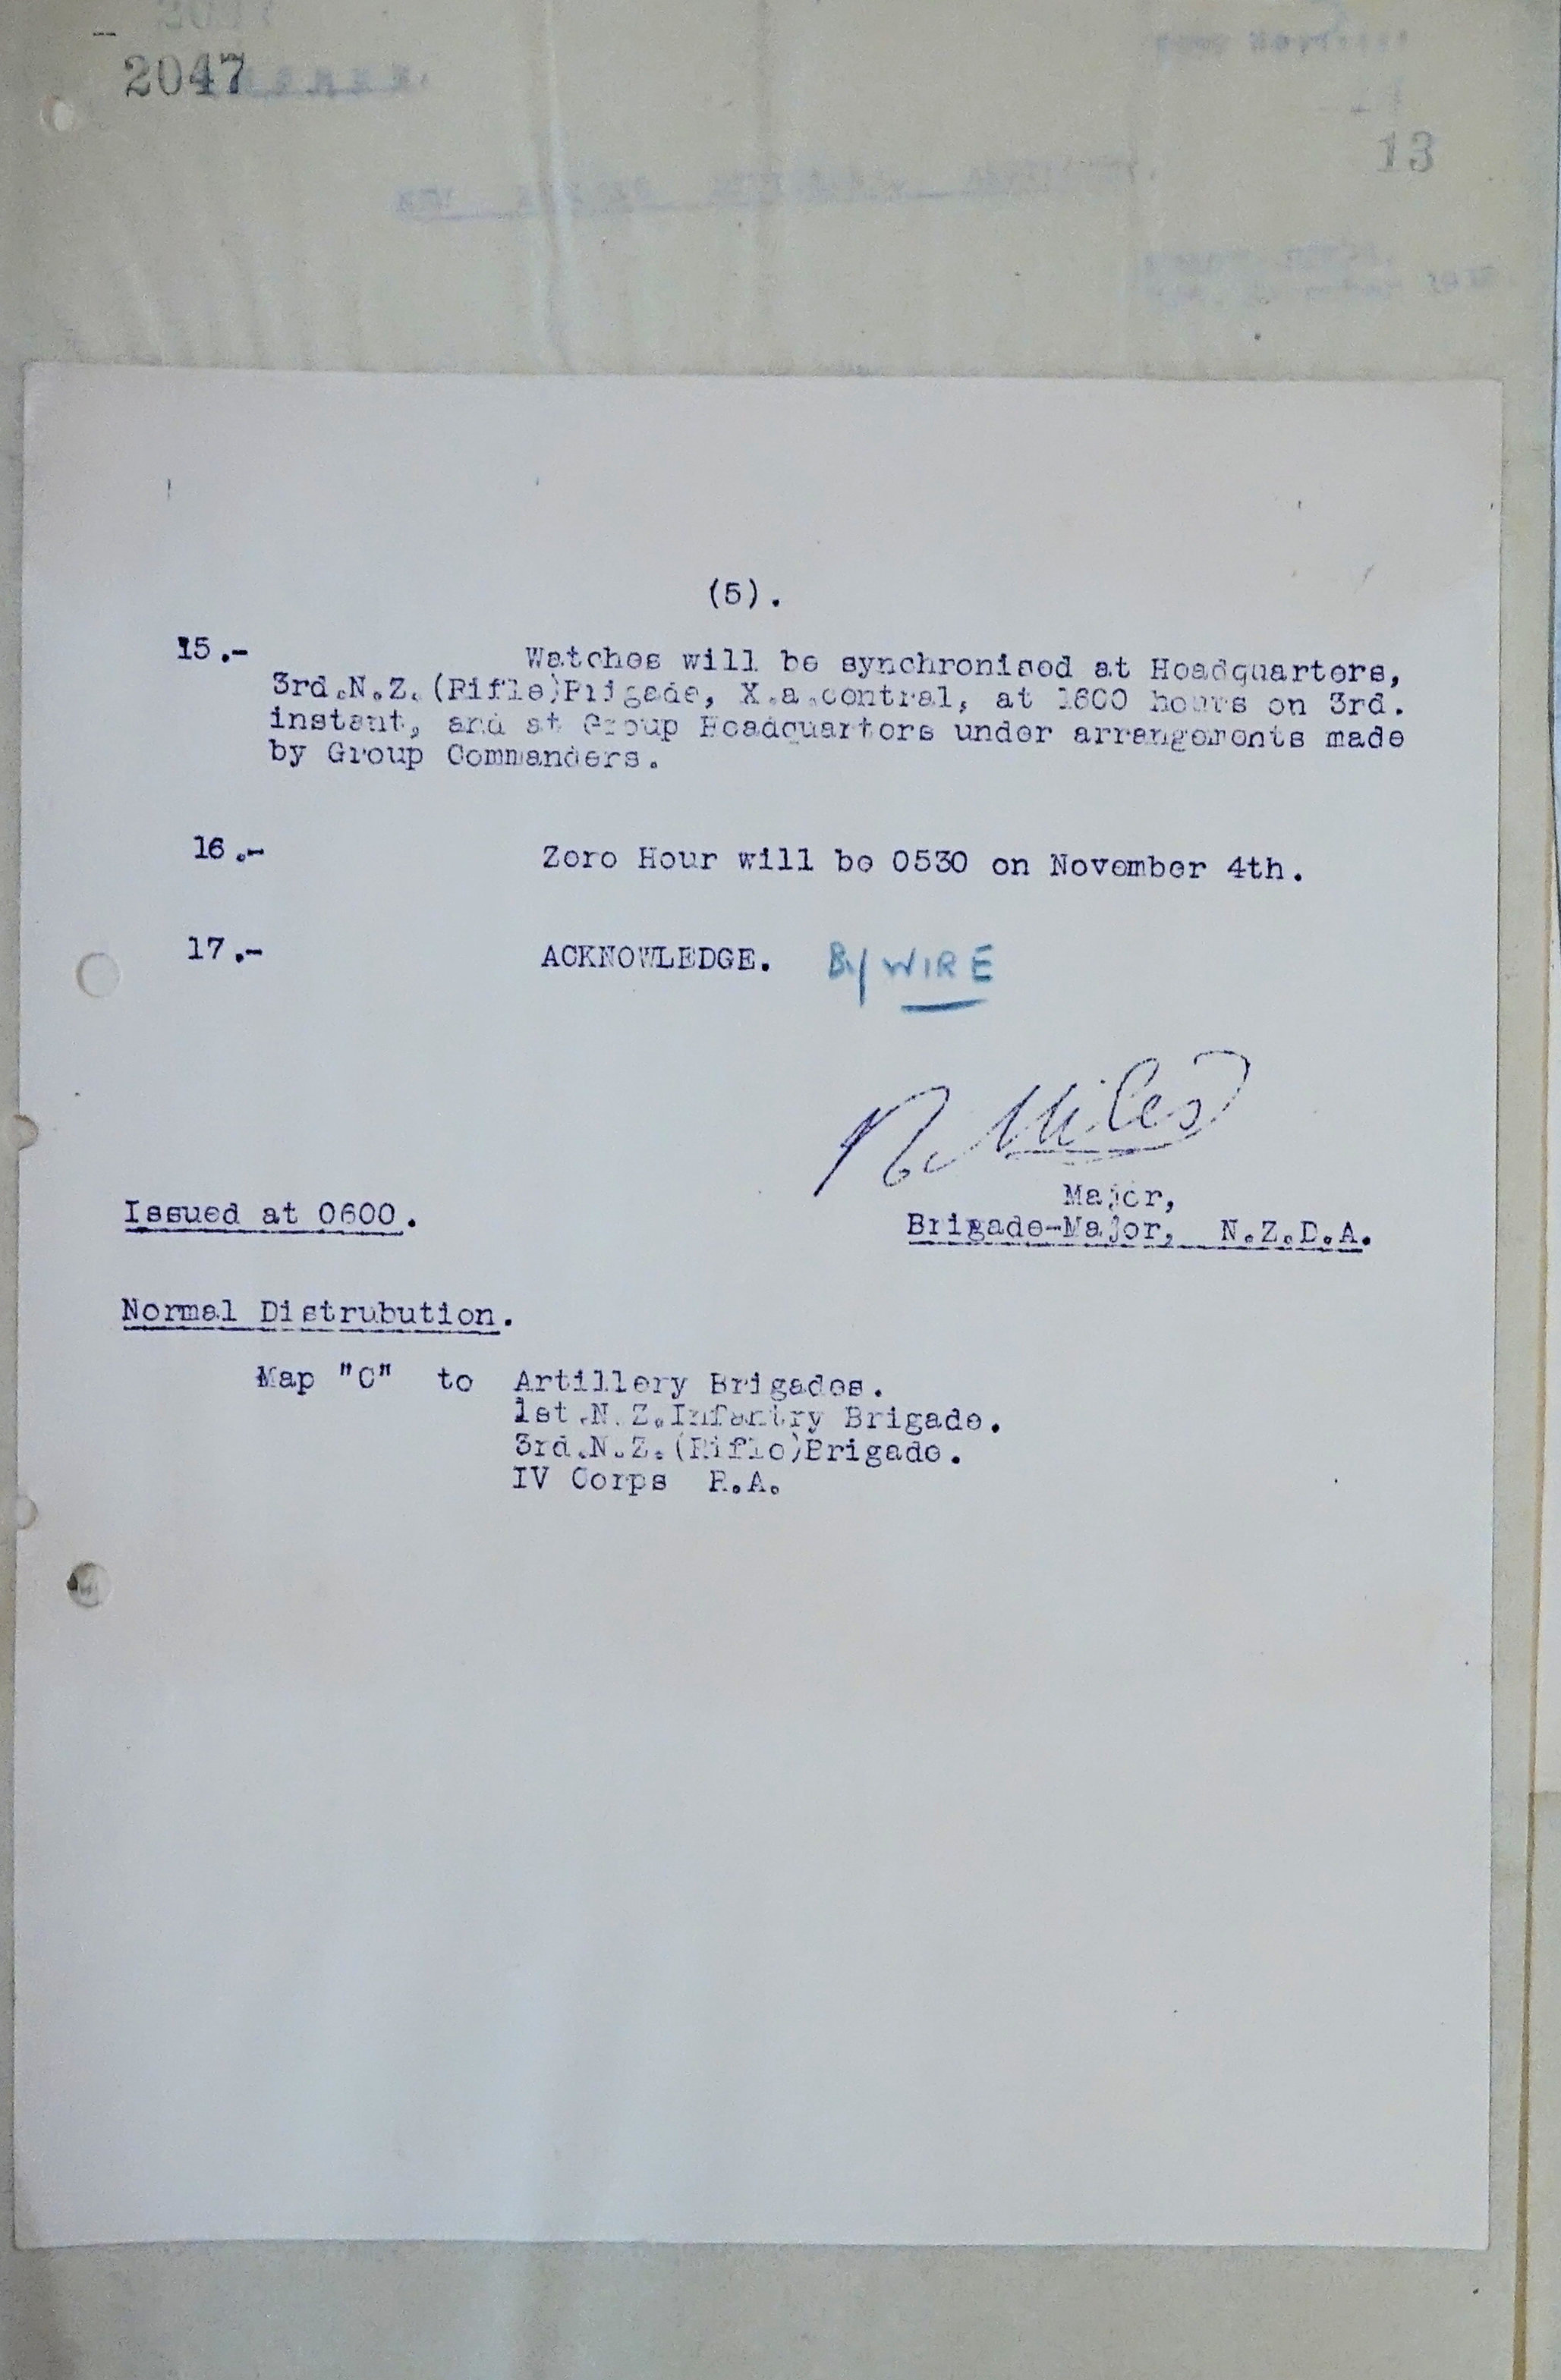 2047
13
(5).
15.- Watches will be synchronised at Headquarters,
3rd.N.Z.(Rifle)Brigade, X.a.central, at 1600 hours on 3rd.
instant, and at Group Headquarters under arrangements made
by Group Commanders.
16.- Zero Hour will be 0530 on November 4th.
17.- ACKNOWLEDGE. By WIRE
R. Miles
Major,
Issued at 0600.
Brigade-Major, N.Z.D.A.
Normal Distrubution.
Map "C" to Artillery Brigades.
1st.N.Z.Infantry Brigade.
3rd.N.Z.(Rifle)Brigade.
IV Corps R.A.